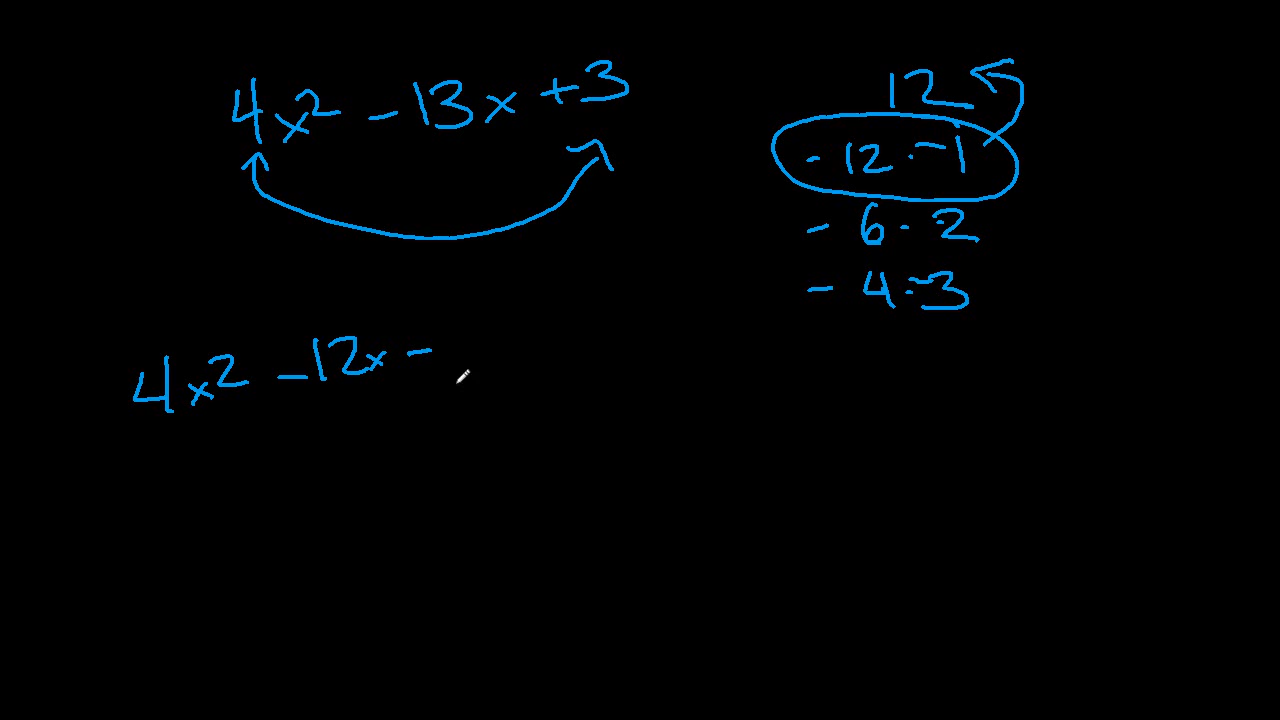 4x² - 13x + 3
12
- 12 · - 1
- 6 · - 2
- 4 · - 3
4x² - 12x -